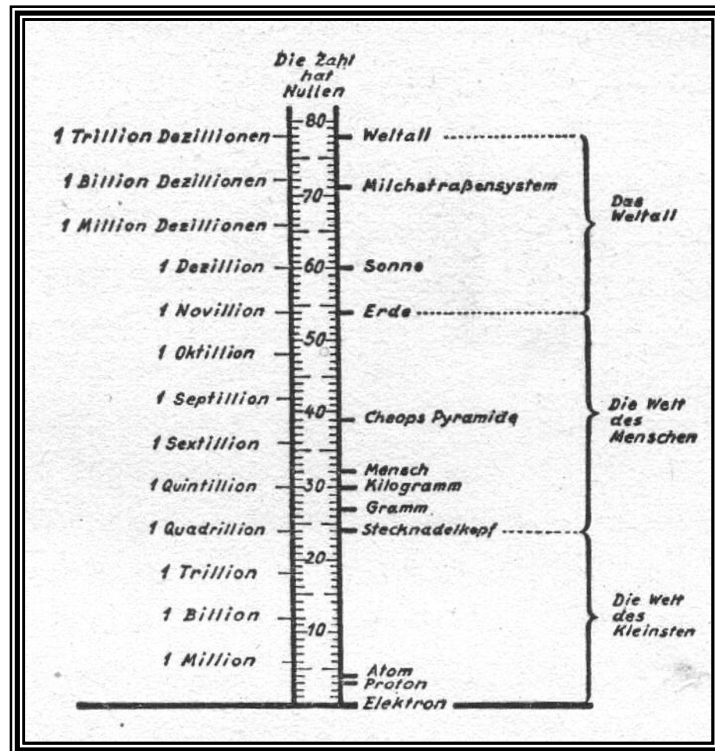 Die Zahl
hat
Nullen
80
1 Trillion Dezillionen
Weltall
1 Billion Dezillionen
70
Milchstraßensystem
Das
Weltall
1 Million Dezillionen
1 Dezillion
60
Sonne
1 Novillion
Erde
50
1 Oktillion
1 Septillion
40
Cheops Pyramide
Die Welt
des
Menschen
1 Sextillion
Mensch
1 Quintillion
30
Kilogramm
Gramm
1 Quadrillion
Stecknadelkopf
20
1 Trillion
Die Welt
des
Kleinsten
1 Billion
10
1 Million
Atom
Proton
Elektron